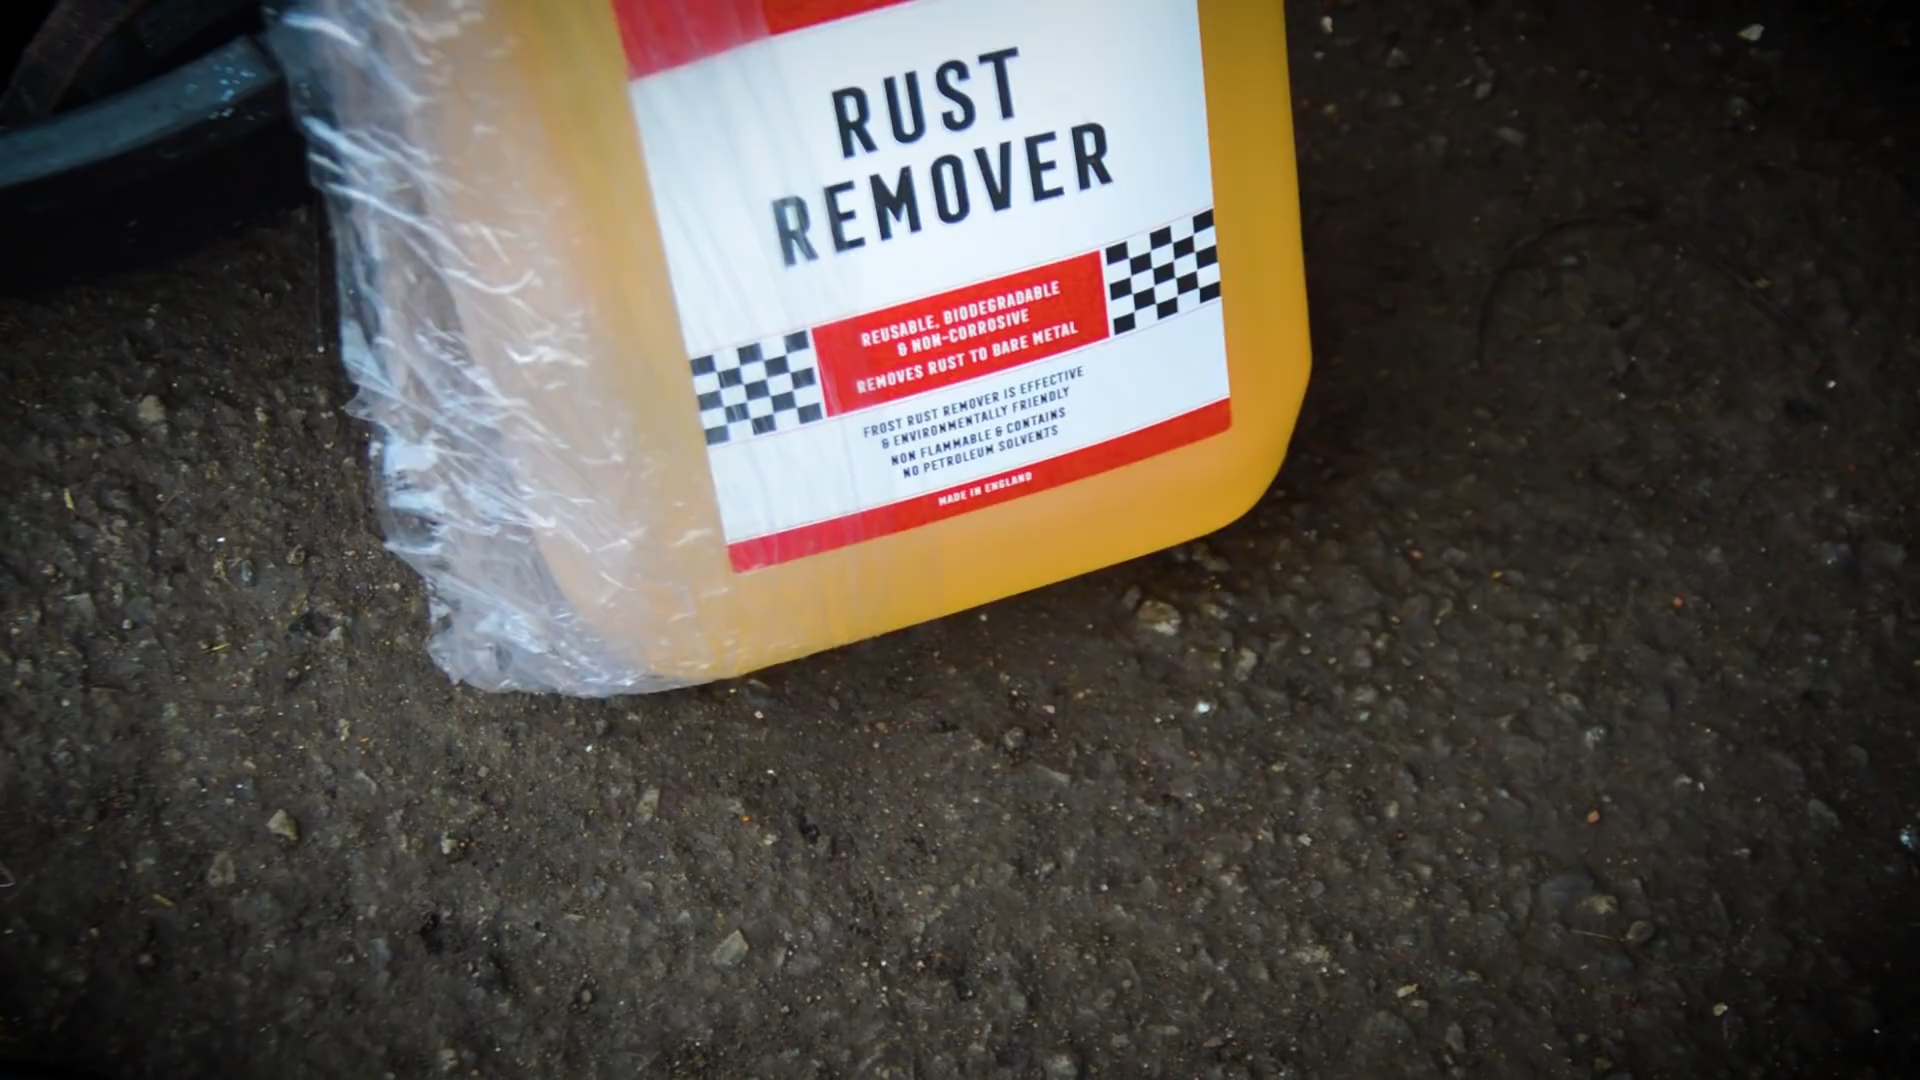 RUST
REMOVER
REUSABLE, BIODEGRADABLE
& NON-CORROSIVE
REMOVES RUST TO BARE METAL
FROST RUST REMOVER IS EFFECTIVE
& ENVIRONMENTALLY FRIENDLY
NON FLAMMABLE & CONTAINS
NO PETROLEUM SOLVENTS
MADE IN ENGLAND